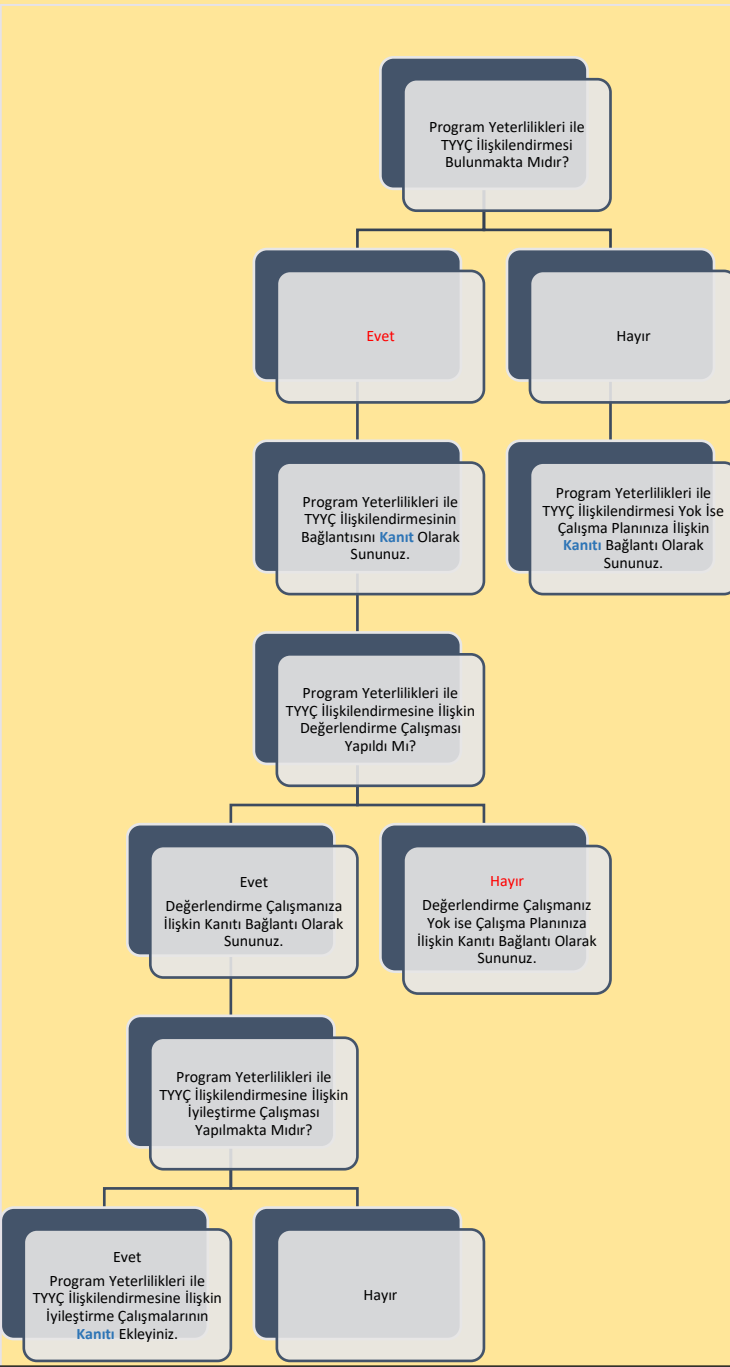 Program Yeterlilikleri ile
TYYÇ İlişkilendirmesi
Bulunmakta Mıdır?
Evet
Hayır
Program Yeterlilikleri ile
TYYÇ İlişkilendirmesinin
Bağlantısını Kanıt Olarak
Sununuz.
Program Yeterlilikleri ile
TYYÇ İlişkilendirmesi Yok İse
Çalışma Planınıza İlişkin
Kanıtı Bağlantı Olarak
Sununuz.
Program Yeterlilikleri ile
TYYÇ İlişkilendirmesine İlişkin
Değerlendirme Çalışması
Yapıldı Mı?
Evet
Değerlendirme Çalışmanıza
İlişkin Kanıtı Bağlantı Olarak
Sununuz.
Hayır
Değerlendirme Çalışmanız
Yok ise Çalışma Planınıza
İlişkin Kanıtı Bağlantı Olarak
Sununuz.
Program Yeterlilikleri ile
TYYÇ İlişkilendirmesine İlişkin
İyileştirme Çalışması
Yapılmakta Mıdır?
Evet
Program Yeterlilikleri ile
TYYÇ İlişkilendirmesine İlişkin
İyileştirme Çalışmalarının
Kanıtı Ekleyiniz.
Hayır